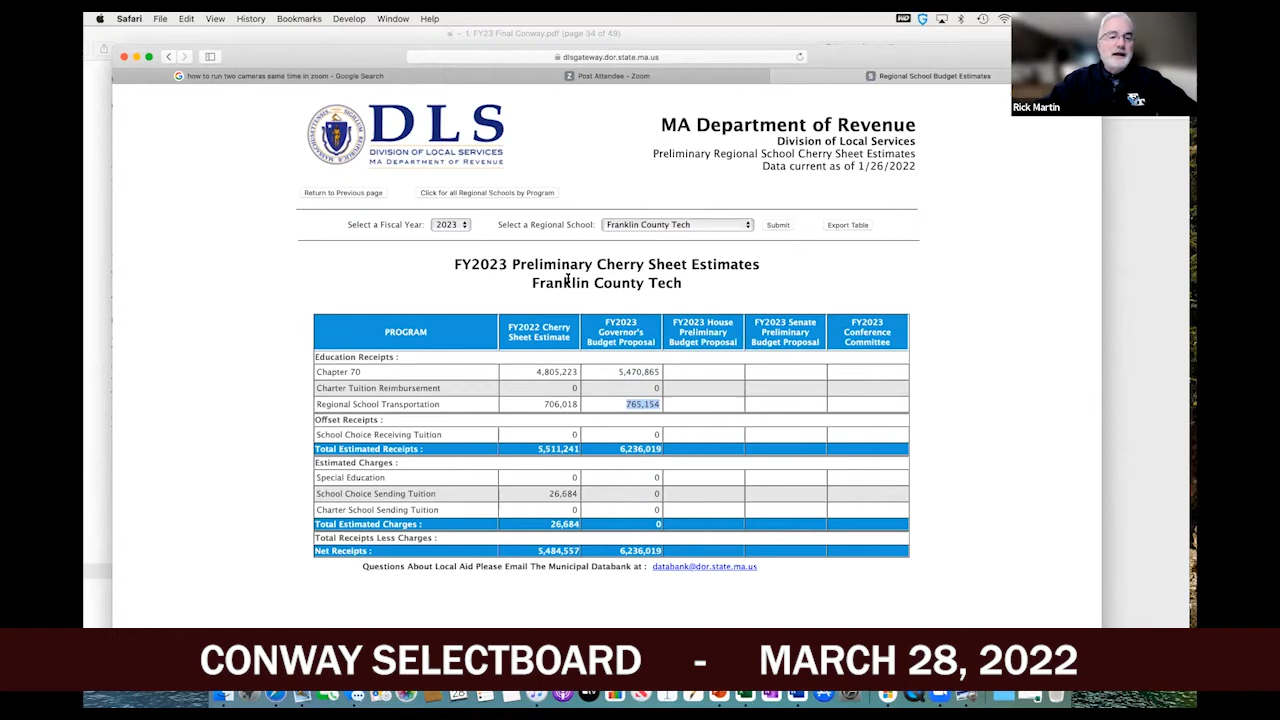 Safari File Edit View History Bookmarks Develop Window Help
1. FY23 Final Conway.pdf (page 34 of 49)
dlsgateway.dor.state.ma.us
how to run two cameras same time in zoom - Google Search
Post Attendee - Zoom
Regional School Budget Estimates
Rick Martin
DLS
DIVISION OF LOCAL SERVICES
MA DEPARTMENT OF REVENUE
MA Department of Revenue
Division of Local Services
Preliminary Regional School Cherry Sheet Estimates
Data current as of 1/26/2022
Return to Previous page Click for all Regional Schools by Program
Select a Fiscal Year: 2023 Select a Regional School: Franklin County Tech Submit Export Table
FY2023 Preliminary Cherry Sheet Estimates
Franklin County Tech
PROGRAM
FY2022 Cherry
Sheet Estimate
FY2023
Governor's
Budget Proposal
FY2023 House
Preliminary
Budget Proposal
FY2023 Senate
Preliminary
Budget Proposal
FY2023
Conference
Committee
Education Receipts :
Chapter 70 4,805,223 5,470,865
Charter Tuition Reimbursement 0 0
Regional School Transportation 706,018 765,154
Offset Receipts :
School Choice Receiving Tuition 0 0
Total Estimated Receipts : 5,511,241 6,236,019
Estimated Charges :
Special Education 0 0
School Choice Sending Tuition 26,684 0
Charter School Sending Tuition 0 0
Total Estimated Charges : 26,684 0
Total Receipts Less Charges :
Net Receipts : 5,484,557 6,236,019
Questions About Local Aid Please Email The Municipal Databank at : databank@dor.state.ma.us
CONWAY SELECTBOARD - MARCH 28, 2022